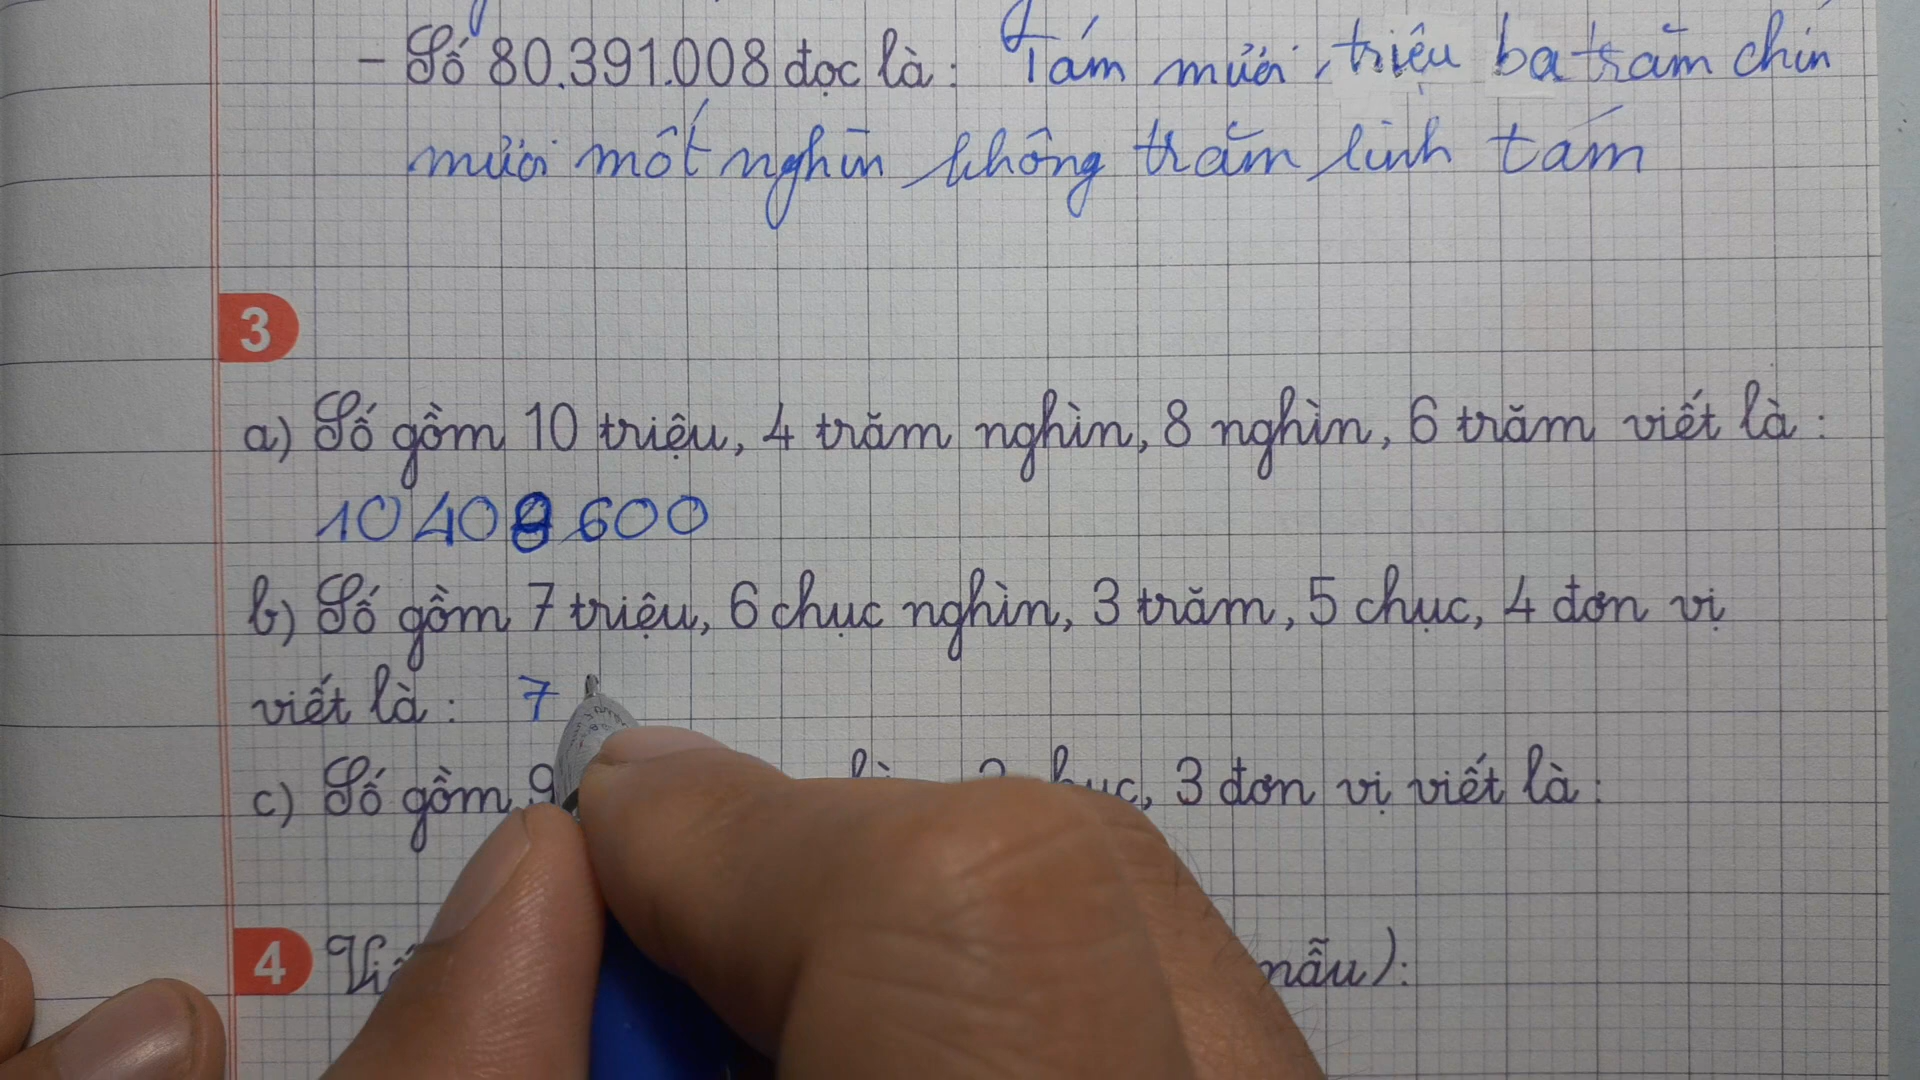 - Số 80.391.008 đọc là: Tám mươi triệu ba trăm chín
mươi mốt nghìn không trăm linh tám
3
a) Số gồm 10 triệu, 4 trăm nghìn, 8 nghìn, 6 trăm viết là:
10 408 600
b) Số gồm 7 triệu, 6 chục nghìn, 3 trăm, 5 chục, 4 đơn vị
viết là: 7
c) Số gồm 9 chục, 3 đơn vị viết là:
4 mẫu):